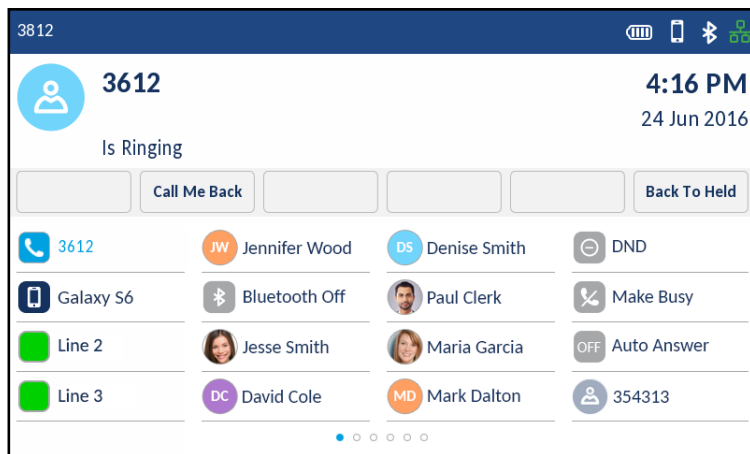 3812
3612
4:16 PM
24 Jun 2016
Is Ringing
Call Me Back
Back To Held
3612
JW Jennifer Wood
DS Denise Smith
DND
Galaxy S6
Bluetooth Off
Paul Clerk
Make Busy
Line 2
Jesse Smith
Maria Garcia
OFF Auto Answer
Line 3
DC David Cole
MD Mark Dalton
354313